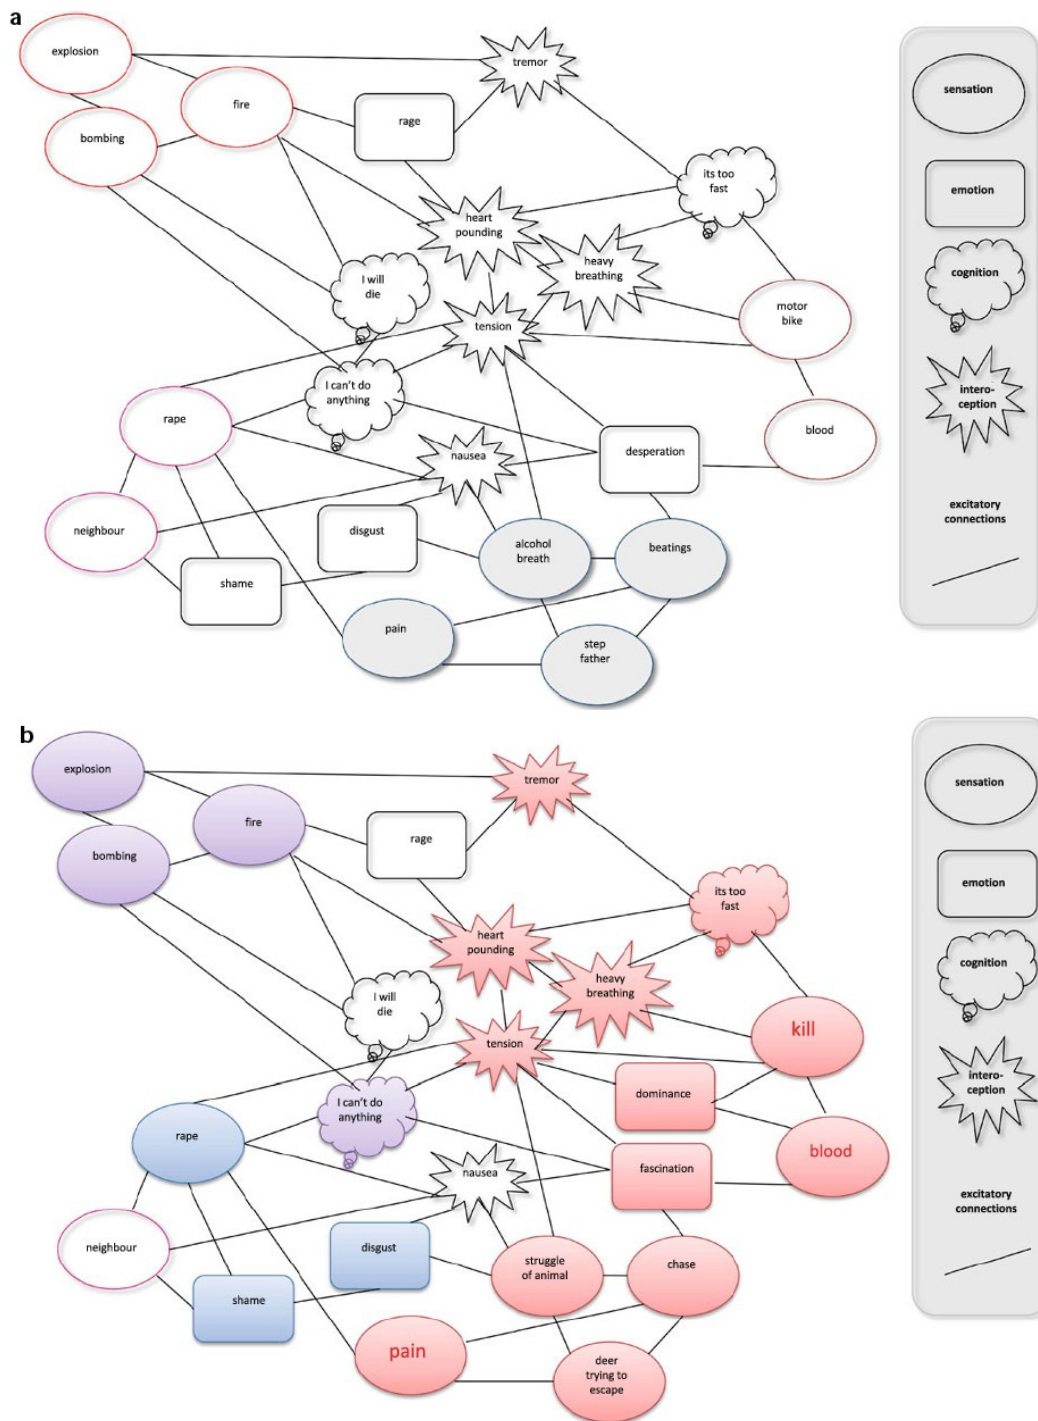 a
explosion
tremor
fire
rage
bombing
its too
fast
heart
pounding
heavy
breathing
I will
die
motor
bike
tension
I can't do
anything
rape
blood
nausea
desperation
neighbour
disgust
alcohol
breath
beatings
shame
pain
step
father
sensation
emotion
cognition
intero-
ception
excitatory
connections
b
explosion
tremor
fire
rage
bombing
its too
fast
heart
pounding
heavy
breathing
I will
die
kill
tension
dominance
I can't do
anything
rape
blood
fascination
nausea
neighbour
disgust
struggle
of animal
chase
shame
pain
deer
trying to
escape
sensation
emotion
cognition
intero-
ception
excitatory
connections